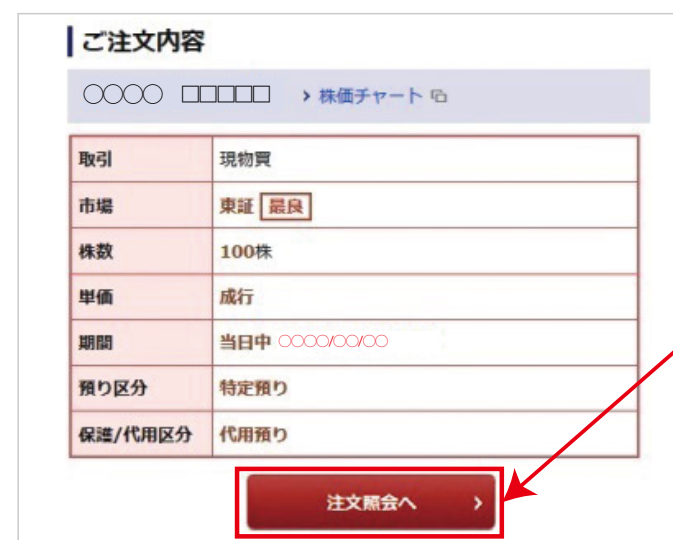 ご注文内容
○○○○ □□□□□ › 株価チャート
取引 現物買
市場 東証 最良
株数 100株
単価 成行
期間 当日中 ○○○○/○○/○○
預り区分 特定預り
保護/代用区分 代用預り
注文照会へ ›